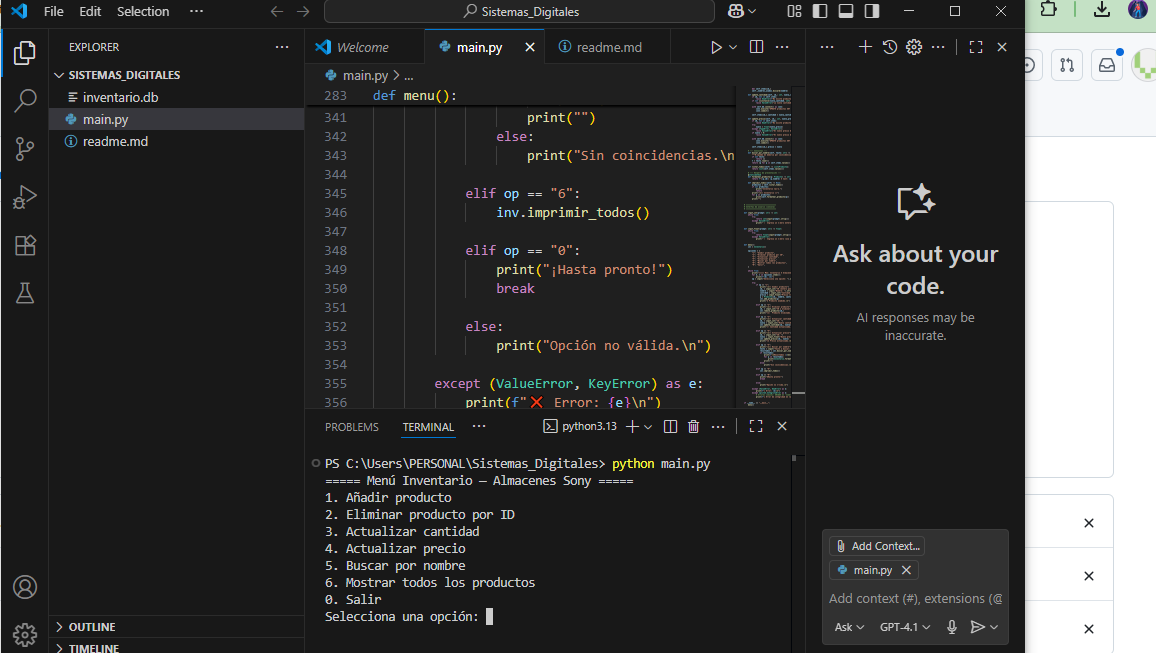 File Edit Selection ··· Sistemas_Digitales
EXPLORER ···
SISTEMAS_DIGITALES
inventario.db
main.py
readme.md
OUTLINE
TIMELINE
Welcome main.py readme.md ···
main.py > ...
283 def menu():
341 print("")
342 else:
343 print("Sin coincidencias.\n
344
345 elif op == "6":
346 inv.imprimir_todos()
347
348 elif op == "0":
349 print("¡Hasta pronto!")
350 break
351
352 else:
353 print("Opción no válida.\n")
354
355 except (ValueError, KeyError) as e:
356 print(f"❌ Error: {e}\n")
PROBLEMS TERMINAL ··· python3.13 ···
PS C:\Users\PERSONAL\Sistemas_Digitales> python main.py
===== Menú Inventario — Almacenes Sony =====
1. Añadir producto
2. Eliminar producto por ID
3. Actualizar cantidad
4. Actualizar precio
5. Buscar por nombre
6. Mostrar todos los productos
0. Salir
Selecciona una opción:
Ask about your
code.
AI responses may be
inaccurate.
Add Context...
main.py
Add context (#), extensions (@
Ask GPT-4.1